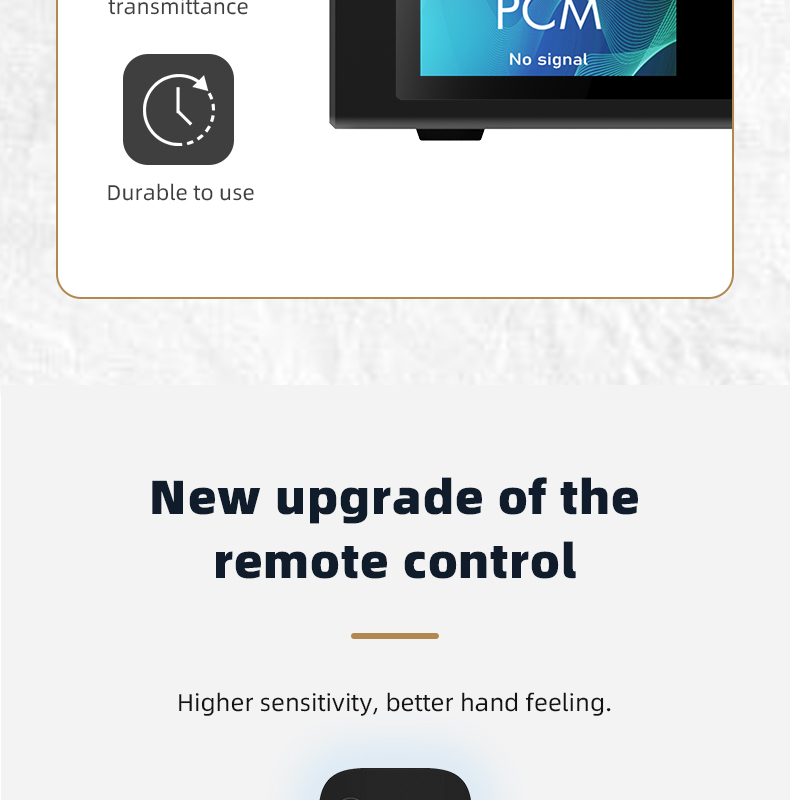 transmittance
PCM
No signal
Durable to use
New upgrade of the
remote control
Higher sensitivity, better hand feeling.